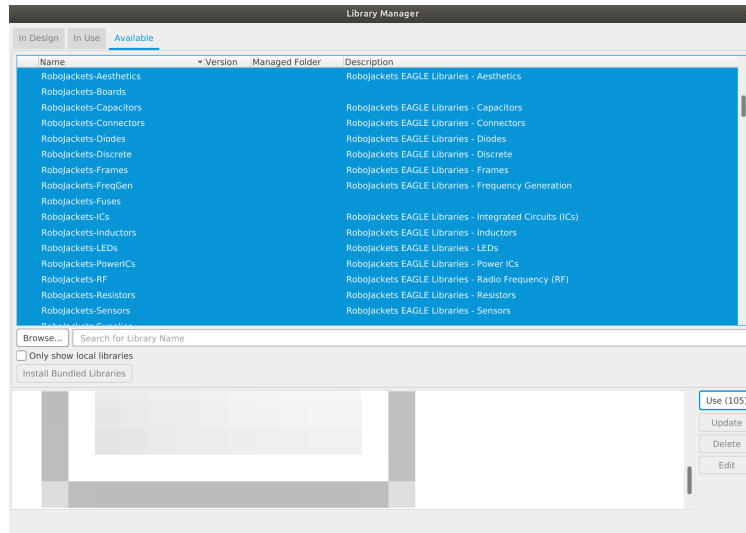 Library Manager
In Design In Use Available
Name Version Managed Folder Description
RoboJackets-Aesthetics RoboJackets EAGLE Libraries - Aesthetics
RoboJackets-Boards
RoboJackets-Capacitors RoboJackets EAGLE Libraries - Capacitors
RoboJackets-Connectors RoboJackets EAGLE Libraries - Connectors
RoboJackets-Diodes RoboJackets EAGLE Libraries - Diodes
RoboJackets-Discrete RoboJackets EAGLE Libraries - Discrete
RoboJackets-Frames RoboJackets EAGLE Libraries - Frames
RoboJackets-FreqGen RoboJackets EAGLE Libraries - Frequency Generation
RoboJackets-Fuses
RoboJackets-ICs RoboJackets EAGLE Libraries - Integrated Circuits (ICs)
RoboJackets-Inductors RoboJackets EAGLE Libraries - Inductors
RoboJackets-LEDs RoboJackets EAGLE Libraries - LEDs
RoboJackets-PowerICs RoboJackets EAGLE Libraries - Power ICs
RoboJackets-RF RoboJackets EAGLE Libraries - Radio Frequency (RF)
RoboJackets-Resistors RoboJackets EAGLE Libraries - Resistors
RoboJackets-Sensors RoboJackets EAGLE Libraries - Sensors
Browse... Search for Library Name
Only show local libraries
Install Bundled Libraries
Use (105)
Update
Delete
Edit